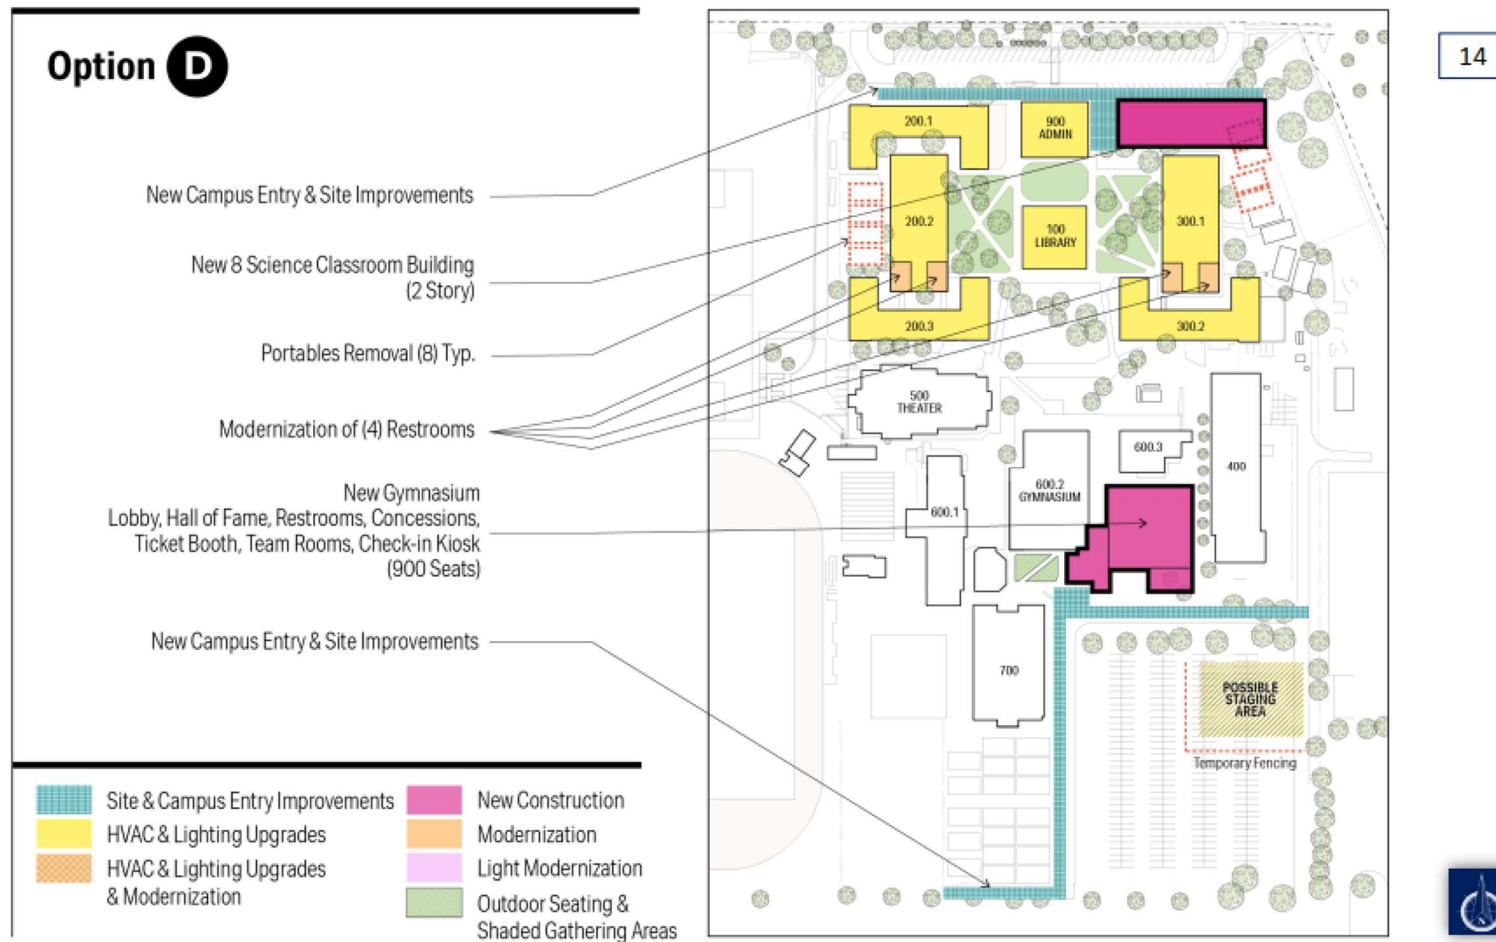 Option D
14
New Campus Entry & Site Improvements
New 8 Science Classroom Building
(2 Story)
Portables Removal (8) Typ.
Modernization of (4) Restrooms
New Gymnasium
Lobby, Hall of Fame, Restrooms, Concessions,
Ticket Booth, Team Rooms, Check-in Kiosk
(900 Seats)
New Campus Entry & Site Improvements
Site & Campus Entry Improvements
HVAC & Lighting Upgrades
HVAC & Lighting Upgrades
& Modernization
New Construction
Modernization
Light Modernization
Outdoor Seating &
Shaded Gathering Areas
200.1
900
ADMIN
200.2
100
LIBRARY
300.1
200.3
300.2
500
THEATER
600.3
400
600.2
GYMNASIUM
600.1
700
POSSIBLE
STAGING
AREA
Temporary Fencing